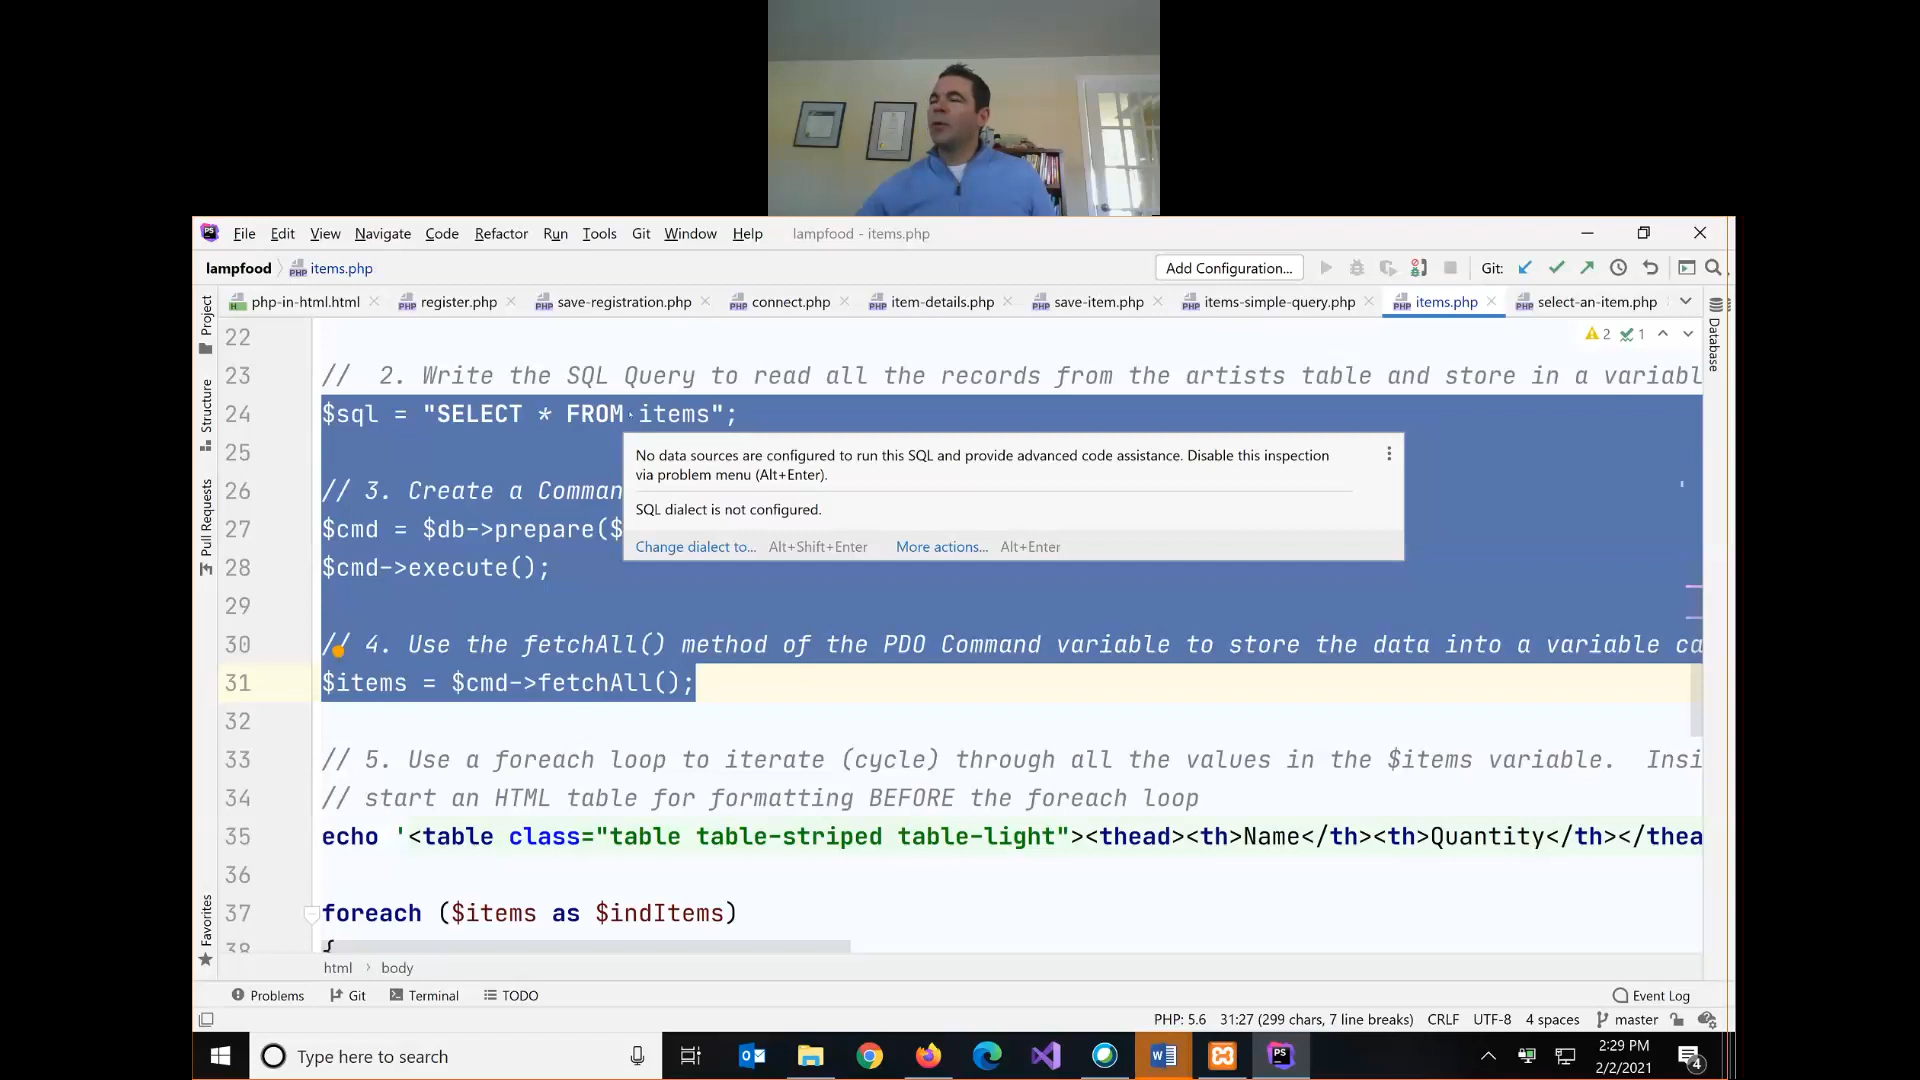 PS File Edit View Navigate Code Refactor Run Tools Git Window Help lampfood - items.php
lampfood items.php Add Configuration... Git:
php-in-html.html register.php save-registration.php connect.php item-details.php save-item.php items-simple-query.php items.php select-an-item.php
Project
Structure
Pull Requests
Favorites
Database
2 1
22
23 // 2. Write the SQL Query to read all the records from the artists table and store in a variabl
24 $sql = "SELECT * FROM items";
25
26 // 3. Create a Comman
27 $cmd = $db->prepare($
28 $cmd->execute();
29
30 // 4. Use the fetchAll() method of the PDO Command variable to store the data into a variable ca
31 $items = $cmd->fetchAll();
32
33 // 5. Use a foreach loop to iterate (cycle) through all the values in the $items variable. Insi
34 // start an HTML table for formatting BEFORE the foreach loop
35 echo '<table class="table table-striped table-light"><thead><th>Name</th><th>Quantity</th></thea
36
37 foreach ($items as $indItems)
38 {
No data sources are configured to run this SQL and provide advanced code assistance. Disable this inspection
via problem menu (Alt+Enter).
SQL dialect is not configured.
Change dialect to... Alt+Shift+Enter More actions... Alt+Enter
html › body
Problems Git Terminal TODO Event Log
PHP: 5.6 31:27 (299 chars, 7 line breaks) CRLF UTF-8 4 spaces master
Type here to search
2:29 PM
2/2/2021
4